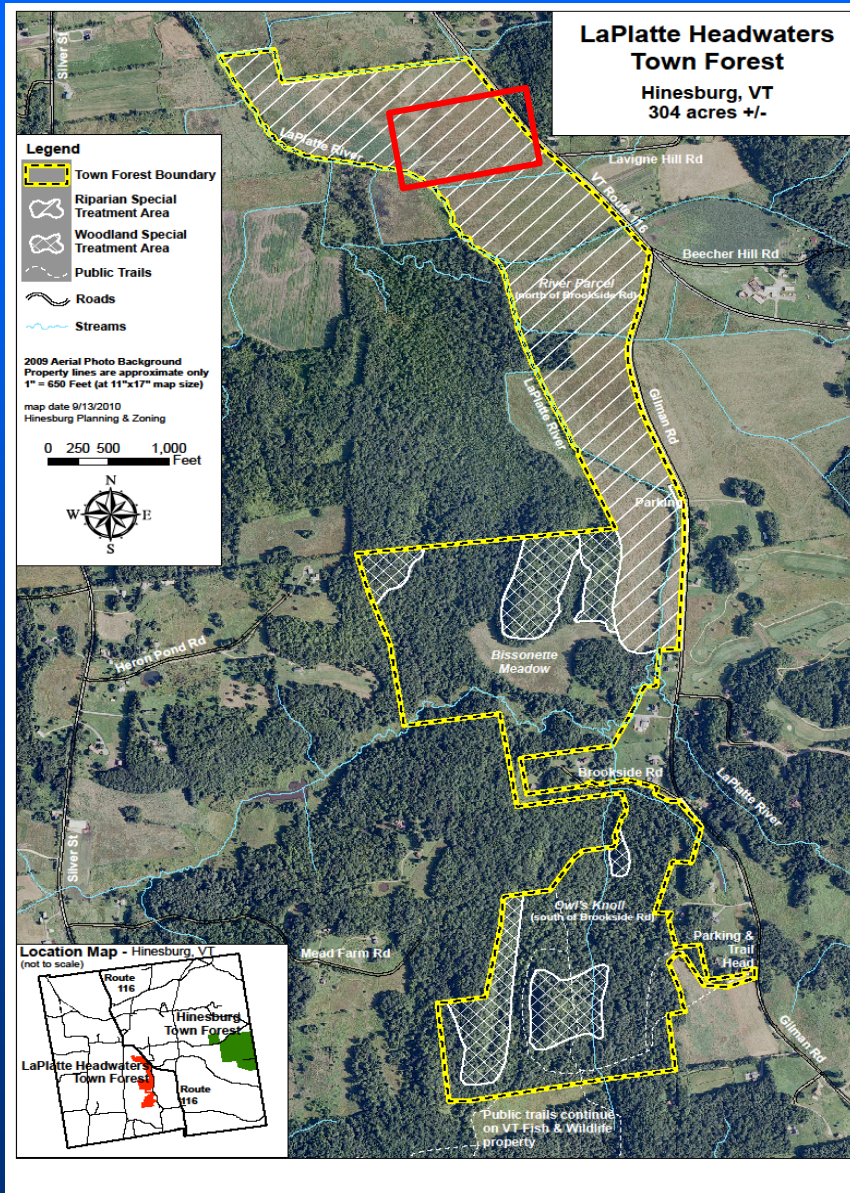 LaPlatte Headwaters
Town Forest
Hinesburg, VT
304 acres +/-
Silver St
LaPlatte River
Lavigne Hill Rd
VT Route 116
Beecher Hill Rd
River Parcel
(north of Brookside Rd)
LaPlatte River
Gilman Rd
Parking
Legend
Town Forest Boundary
Riparian Special
Treatment Area
Woodland Special
Treatment Area
Public Trails
Roads
Streams
2009 Aerial Photo Background
Property lines are approximate only
1" = 650 Feet (at 11"x17" map size)
map date 9/13/2010
Hinesburg Planning & Zoning
0 250 500 1,000
Feet
N
W E
S
Heron Pond Rd
Bissonette
Meadow
Brookside Rd
LaPlatte River
Silver St
Owl's Knoll
(south of Brookside Rd)
Mead Farm Rd
Parking &
Trail
Head
Gilman Rd
Public trails continue
on VT Fish & Wildlife
property
Location Map - Hinesburg, VT
(not to scale)
Route
116
Hinesburg
Town Forest
LaPlatte Headwaters
Town Forest
Route
116